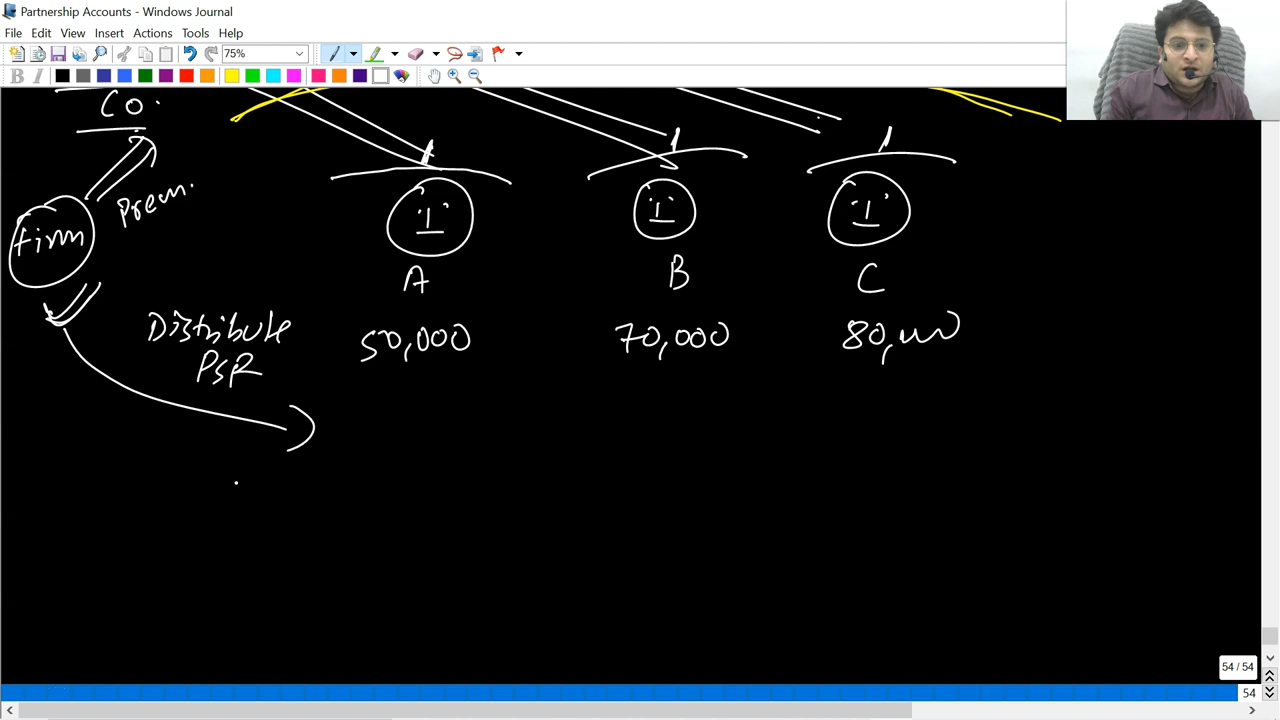 Partnership Accounts - Windows Journal
File Edit View Insert Actions Tools Help
75%
B I
Co.
Prem.
firm
A B C
Distribute 50,000 70,000 80,000
PSR
54 / 54
54